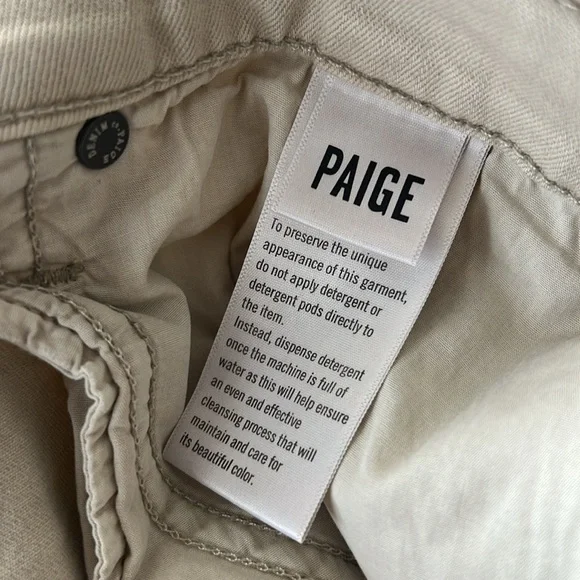 DENIM & PAIGE
PAIGE
To preserve the unique
appearance of this garment,
do not apply detergent or
detergent pods directly to
the item.
Instead, dispense detergent
once the machine is full of
water as this will help ensure
an even and effective
cleansing process that will
maintain and care for
its beautiful color.